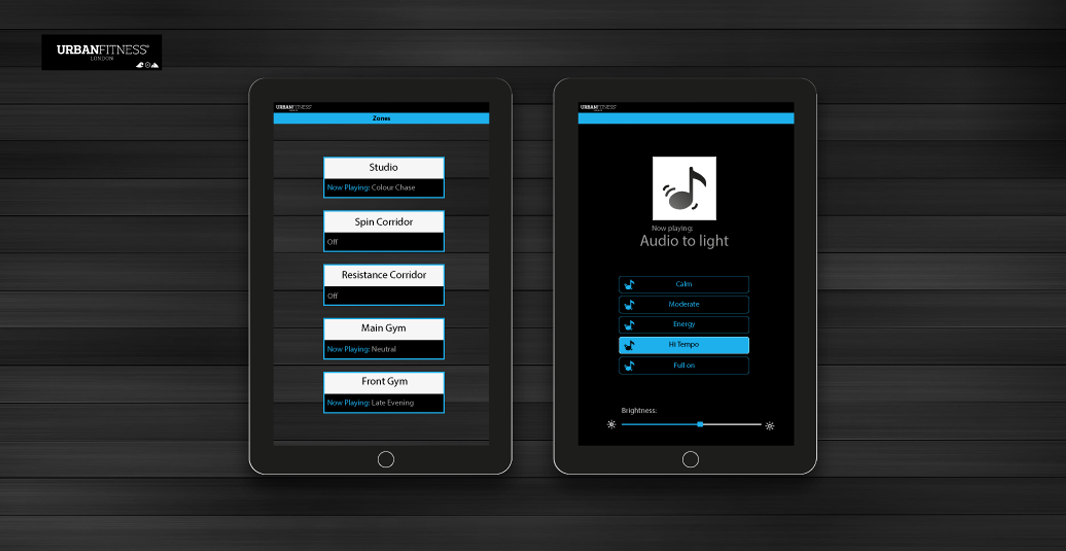 URBANFITNESS
LONDON
URBANFITNESS
Zones
Studio
Now Playing: Colour Chase
Spin Corridor
Off
Resistance Corridor
Off
Main Gym
Now Playing: Neutral
Front Gym
Now Playing: Late Evening
URBANFITNESS
Now playing:
Audio to light
Calm
Moderate
Energy
Hi Tempo
Full on
Brightness: